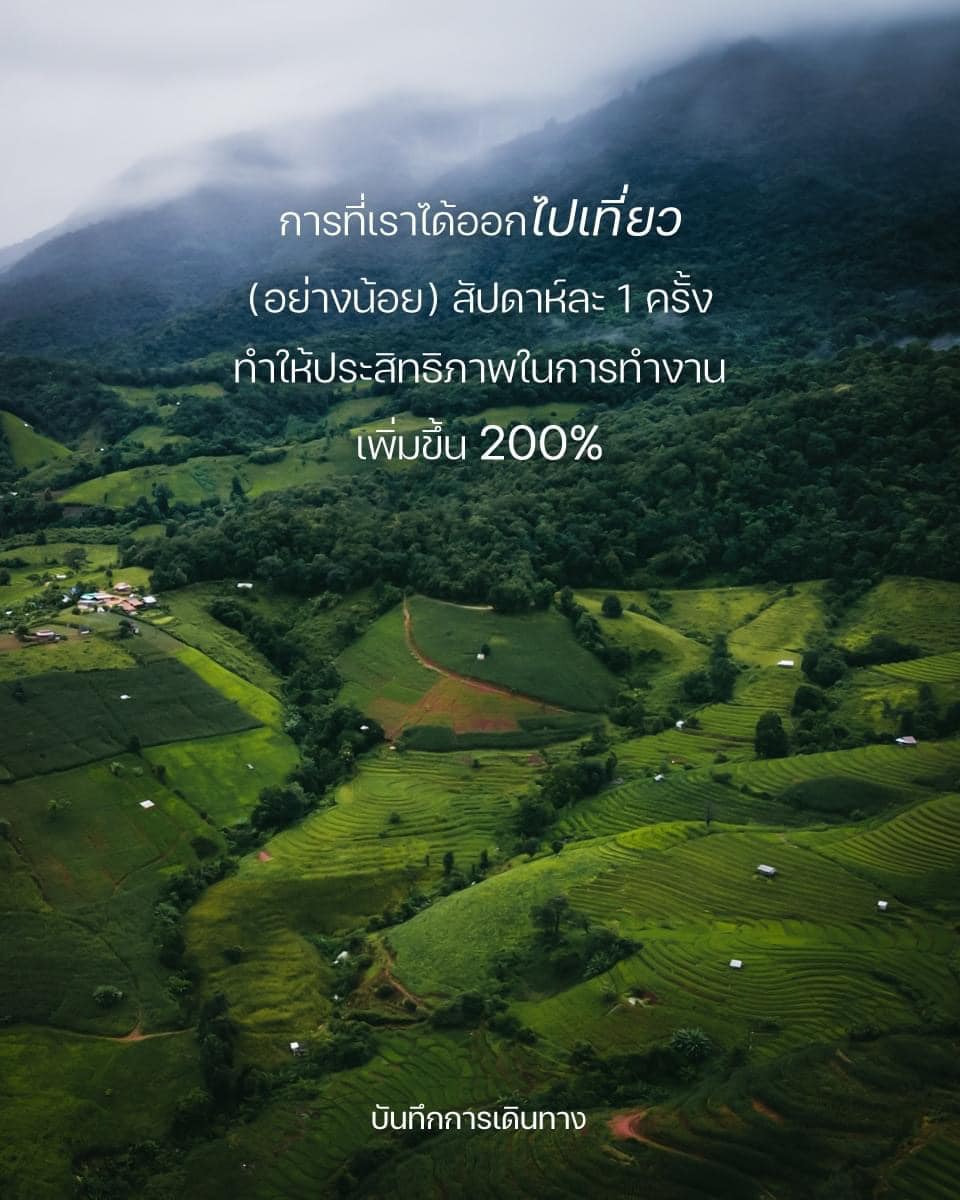 การที่เราได้ออกไปเที่ยว
(อย่างน้อย) สัปดาห์ละ 1 ครั้ง
ทำให้ประสิทธิภาพในการทำงาน
เพิ่มขึ้น 200%
บันทึกการเดินทาง